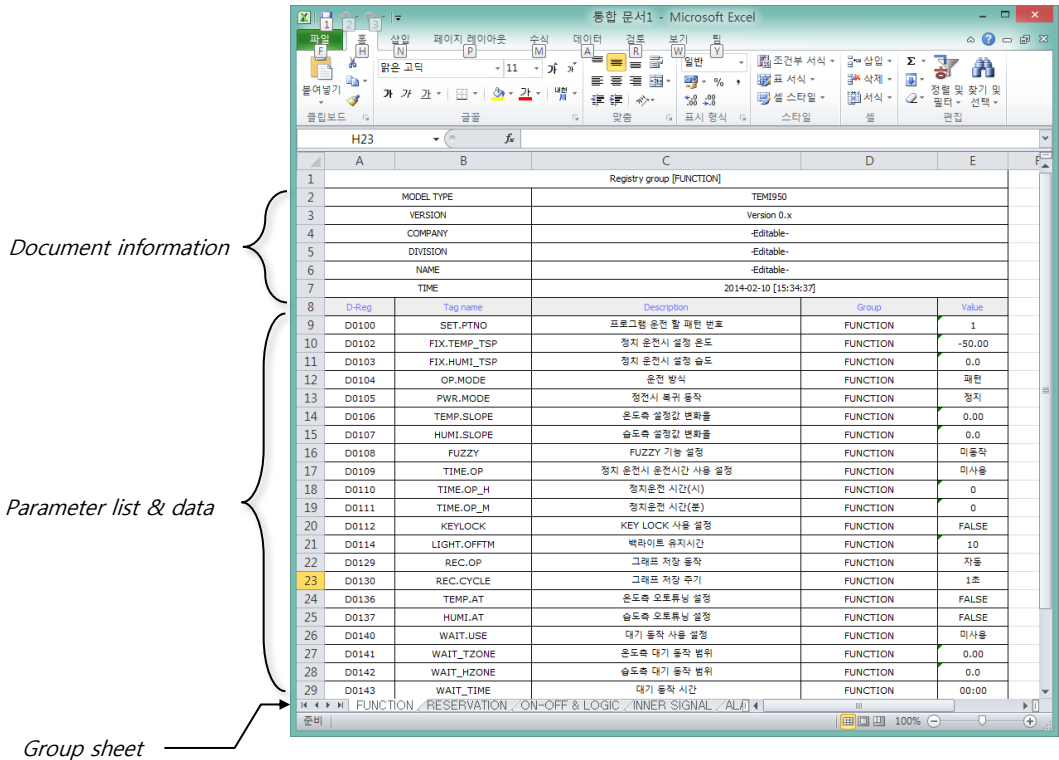 통합 문서1 - Microsoft Excel
1 2 3
파일 홈 삽입 페이지 레이아웃 수식 데이터 검토 보기 팀
F H N P M A R W Y
붙여넣기
클립보드
맑은 고딕 11 가 가
가 가 가 가 내천
글꼴
맞춤
일반
% ,
표시 형식
조건부 서식
표 서식
셀 스타일
스타일
삽입
삭제
서식
셀
Σ
정렬 및 필터
찾기 및 선택
편집
H23 fx
A B C D E F
1 Registry group [FUNCTION]
2 MODEL TYPE TEMI950
3 VERSION Version 0.x
4 COMPANY -Editable-
5 DIVISION -Editable-
6 NAME -Editable-
7 TIME 2014-02-10 [15:34:37]
8 D-Reg Tag name Description Group Value
9 D0100 SET.PTNO 프로그램 운전 할 패턴 번호 FUNCTION 1
10 D0102 FIX.TEMP_TSP 정치 운전시 설정 온도 FUNCTION -50.00
11 D0103 FIX.HUMI_TSP 정치 운전시 설정 습도 FUNCTION 0.0
12 D0104 OP.MODE 운전 방식 FUNCTION 패턴
13 D0105 PWR.MODE 정전시 복귀 동작 FUNCTION 정지
14 D0106 TEMP.SLOPE 온도측 설정값 변화율 FUNCTION 0.00
15 D0107 HUMI.SLOPE 습도측 설정값 변화율 FUNCTION 0.0
16 D0108 FUZZY FUZZY 기능 설정 FUNCTION 미동작
17 D0109 TIME.OP 정치 운전시 운전시간 사용 설정 FUNCTION 미사용
18 D0110 TIME.OP_H 정치운전 시간(시) FUNCTION 0
19 D0111 TIME.OP_M 정치운전 시간(분) FUNCTION 0
20 D0112 KEYLOCK KEY LOCK 사용 설정 FUNCTION FALSE
21 D0114 LIGHT.OFFTM 백라이트 유지시간 FUNCTION 10
22 D0129 REC.OP 그래프 저장 동작 FUNCTION 자동
23 D0130 REC.CYCLE 그래프 저장 주기 FUNCTION 1초
24 D0136 TEMP.AT 온도측 오토튜닝 설정 FUNCTION FALSE
25 D0137 HUMI.AT 습도측 오토튜닝 설정 FUNCTION FALSE
26 D0140 WAIT.USE 대기 동작 사용 설정 FUNCTION 미사용
27 D0141 WAIT_TZONE 온도측 대기 동작 범위 FUNCTION 0.00
28 D0142 WAIT_HZONE 습도측 대기 동작 범위 FUNCTION 0.0
29 D0143 WAIT_TIME 대기 동작 시간 FUNCTION 00:00
FUNCTION RESERVATION ON-OFF & LOGIC INNER SIGNAL ALA
준비 100%
Document information
Parameter list & data
Group sheet